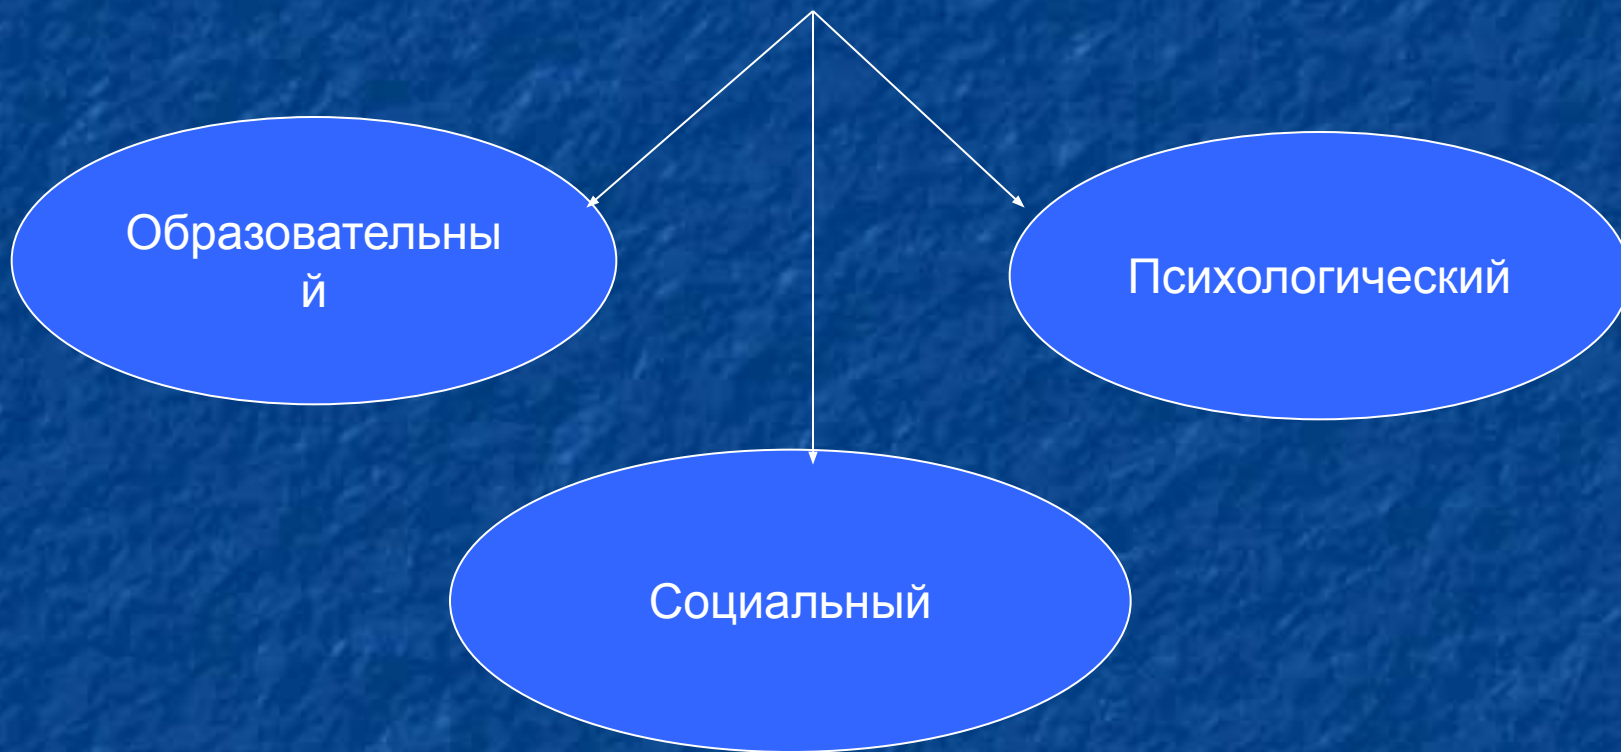 Образовательны
й
Психологический
Социальный